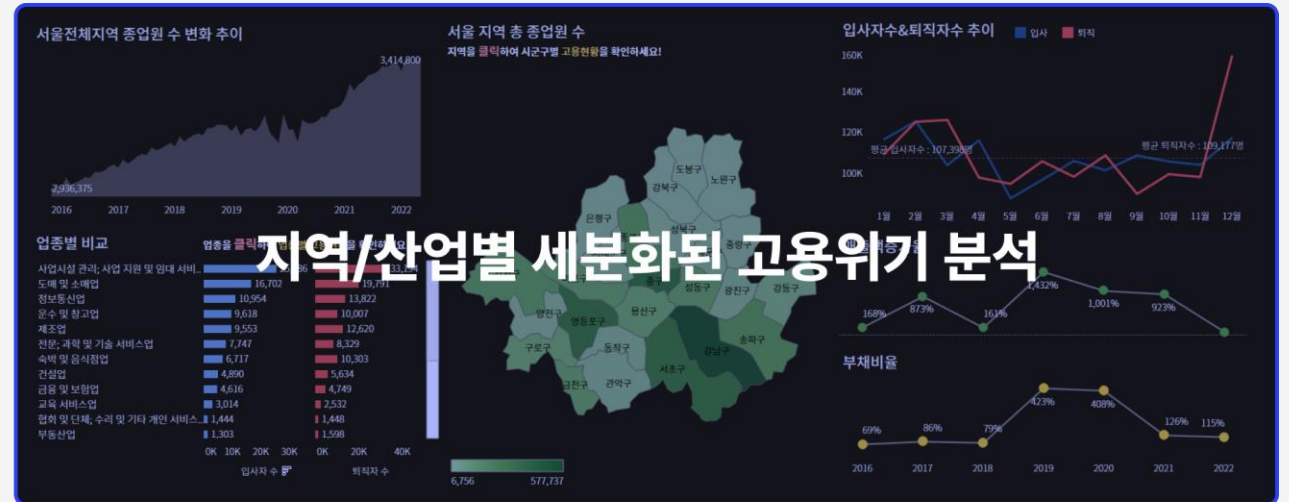 서울전체지역 종업원 수 변화 추이
3,414,800
2,936,375
2016 2017 2018 2019 2020 2021 2022
서울 지역 총 종업원 수
지역을 클릭하여 시군구별 고용현황을 확인하세요!
도봉구
노원구
강북구
은평구
성북구
중랑구
중구
성동구
광진구
강동구
양천구
영등포구
용산구
구로구
동작구
강남구
송파구
서초구
금천구
관악구
6,756 577,737
입사자수&퇴직자수 추이 입사 퇴직
160K
140K
120K
100K
평균 입사자수 : 107,398명
평균 퇴직자수 : 109,177명
1월 2월 3월 4월 5월 6월 7월 8월 9월 10월 11월 12월
지역/산업별 세분화된 고용위기 분석
업종별 비교
업종을 클릭하
사업시설 관리; 사업 지원 및 임대 서비..
도매 및 소매업 16,702 19,791
정보통신업 10,954 13,822
운수 및 창고업 9,618 10,007
제조업 9,553 12,620
전문; 과학 및 기술 서비스업 7,747 8,329
숙박 및 음식점업 6,717 10,303
건설업 4,890 5,634
금융 및 보험업 4,616 4,749
교육 서비스업 3,014 2,532
협회 및 단체; 수리 및 기타 개인 서비스.. 1,444 1,448
부동산업 1,303 1,598
0K 10K 20K 30K 0K 20K 40K
입사자 수 퇴직자 수
168% 873% 161% 1,432% 1,001% 923%
부채비율
69% 86% 79% 423% 408% 126% 115%
2016 2017 2018 2019 2020 2021 2022